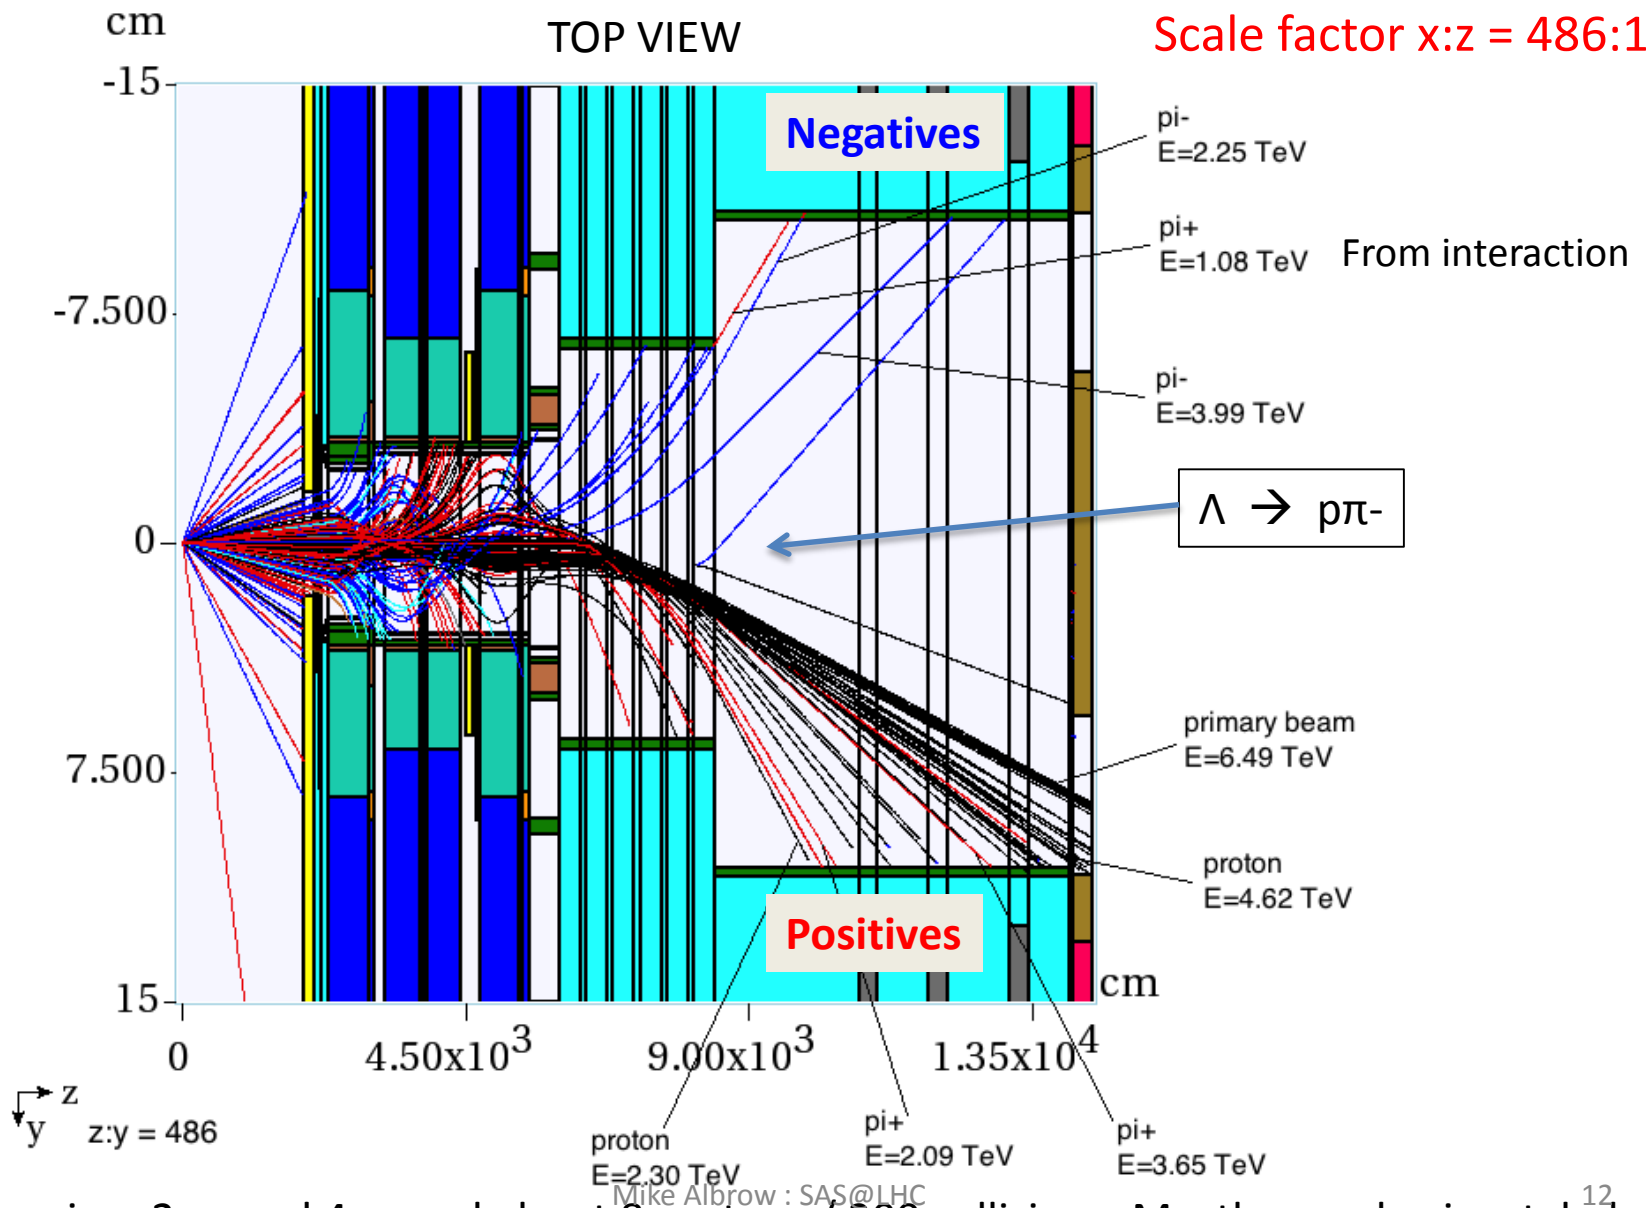 cm
TOP VIEW
Scale factor x:z = 486:1
-15
Negatives
pi-
E=2.25 TeV
pi+
E=1.08 TeV
From interaction
-7.500
pi-
E=3.99 TeV
Λ → pπ-
0
primary beam
E=6.49 TeV
7.500
proton
E=4.62 TeV
Positives
15
cm
0
4.50x10³
9.00x10³
1.35x10⁴
z
y
z:y = 486
proton
E=2.30 TeV
pi+
E=2.09 TeV
pi+
E=3.65 TeV
Mike Albrow : SAS@LHC
12